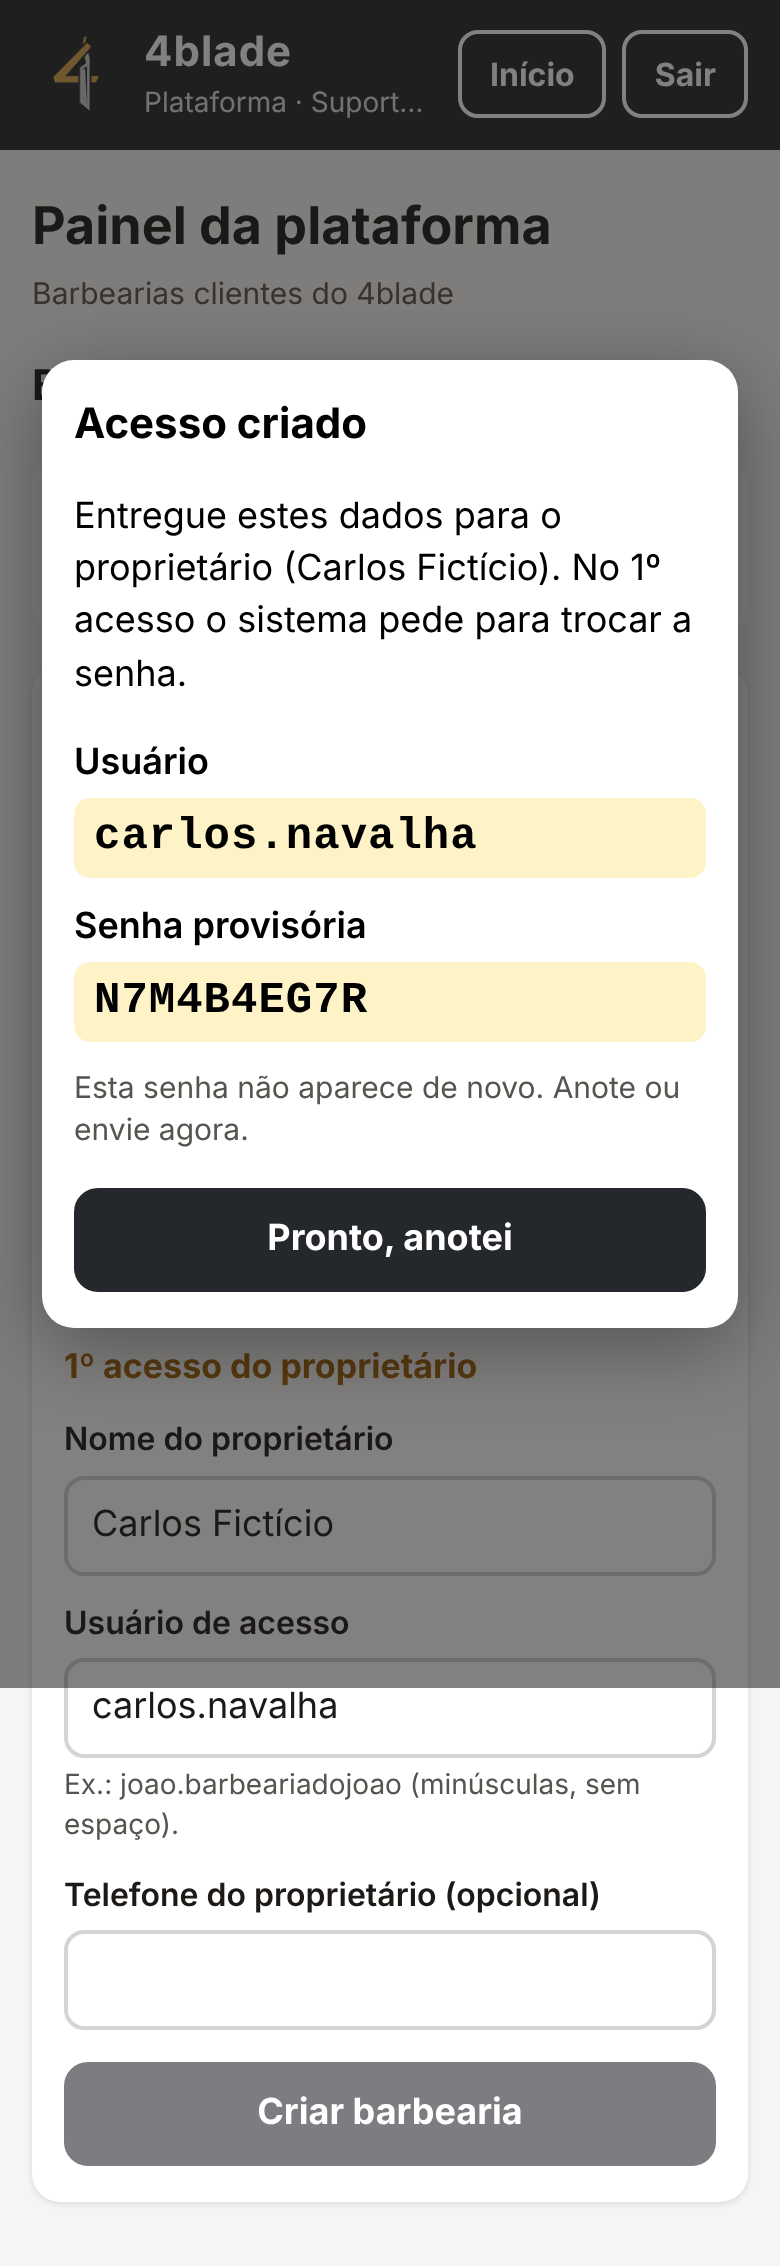 4blade
Plataforma · Suport...
Início
Sair
Painel da plataforma
Barbearias clientes do 4blade
Acesso criado
Entregue estes dados para o
proprietário (Carlos Fictício). No 1º
acesso o sistema pede para trocar a
senha.
Usuário
carlos.navalha
Senha provisória
N7M4B4EG7R
Esta senha não aparece de novo. Anote ou
envie agora.
Pronto, anotei
1º acesso do proprietário
Nome do proprietário
Carlos Fictício
Usuário de acesso
carlos.navalha
Ex.: joao.barbeariadojoao (minúsculas, sem
espaço).
Telefone do proprietário (opcional)
Criar barbearia